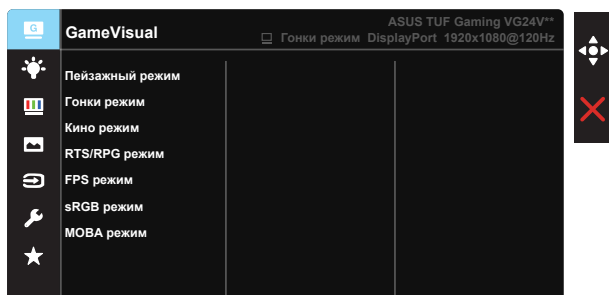 G
GameVisual
ASUS TUF Gaming VG24V**
Гонки режим DisplayPort 1920x1080@120Hz
Пейзажный режим
Гонки режим
Кино режим
RTS/RPG режим
FPS режим
sRGB режим
MOBA режим